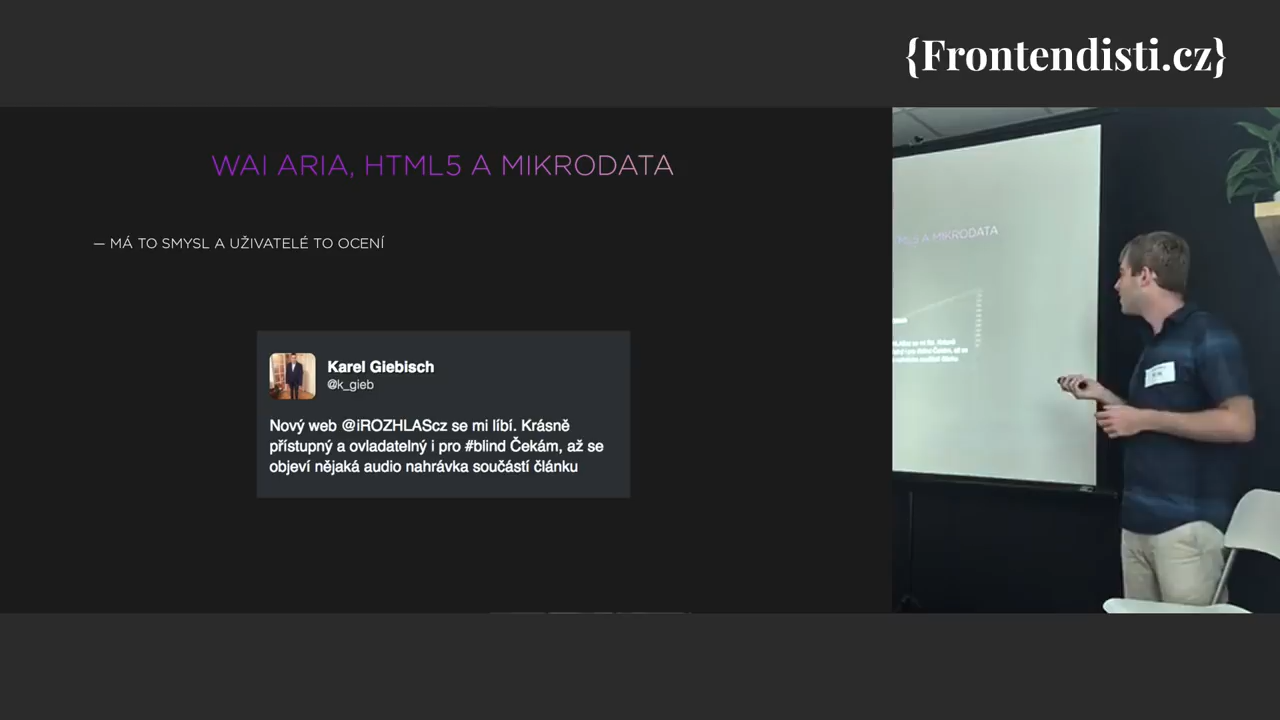 {Frontendisti.cz}
WAI ARIA, HTML5 A MIKRODATA
— MÁ TO SMYSL A UŽIVATELÉ TO OCENÍ
Karel Giebisch
@k_gieb
Nový web @iROZHLAScz se mi líbí. Krásně
přístupný a ovladatelný i pro #blind Čekám, až se
objeví nějaká audio nahrávka součástí článku
A MIKRODATA